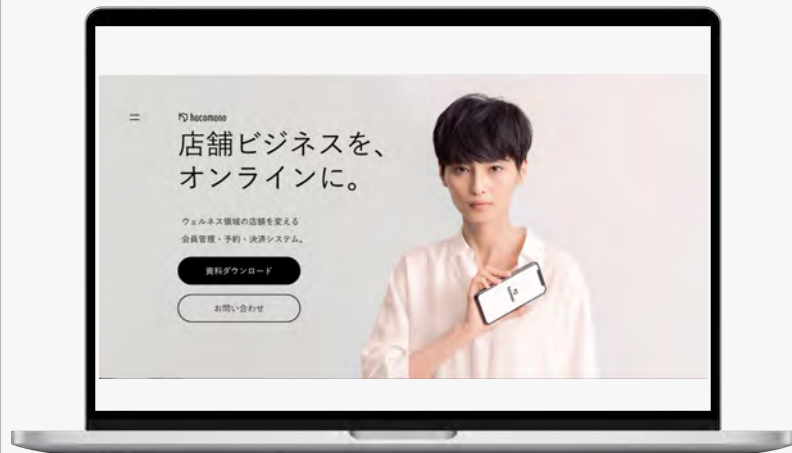 hacomono
店舗ビジネスを、
オンラインに。
ウェルネス領域の店舗を変える
会員管理・予約・決済システム。
資料ダウンロード
お問い合わせ